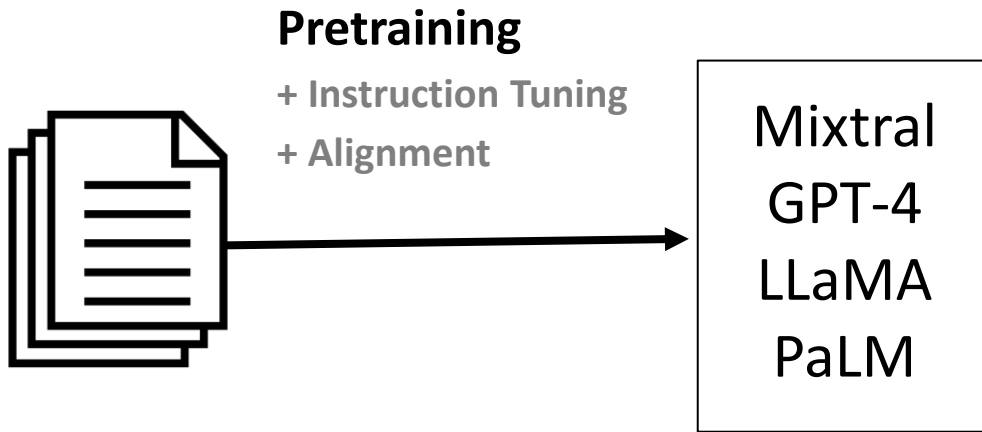 Pretraining
+ Instruction Tuning
+ Alignment
Mixtral
GPT-4
LLaMA
PaLM